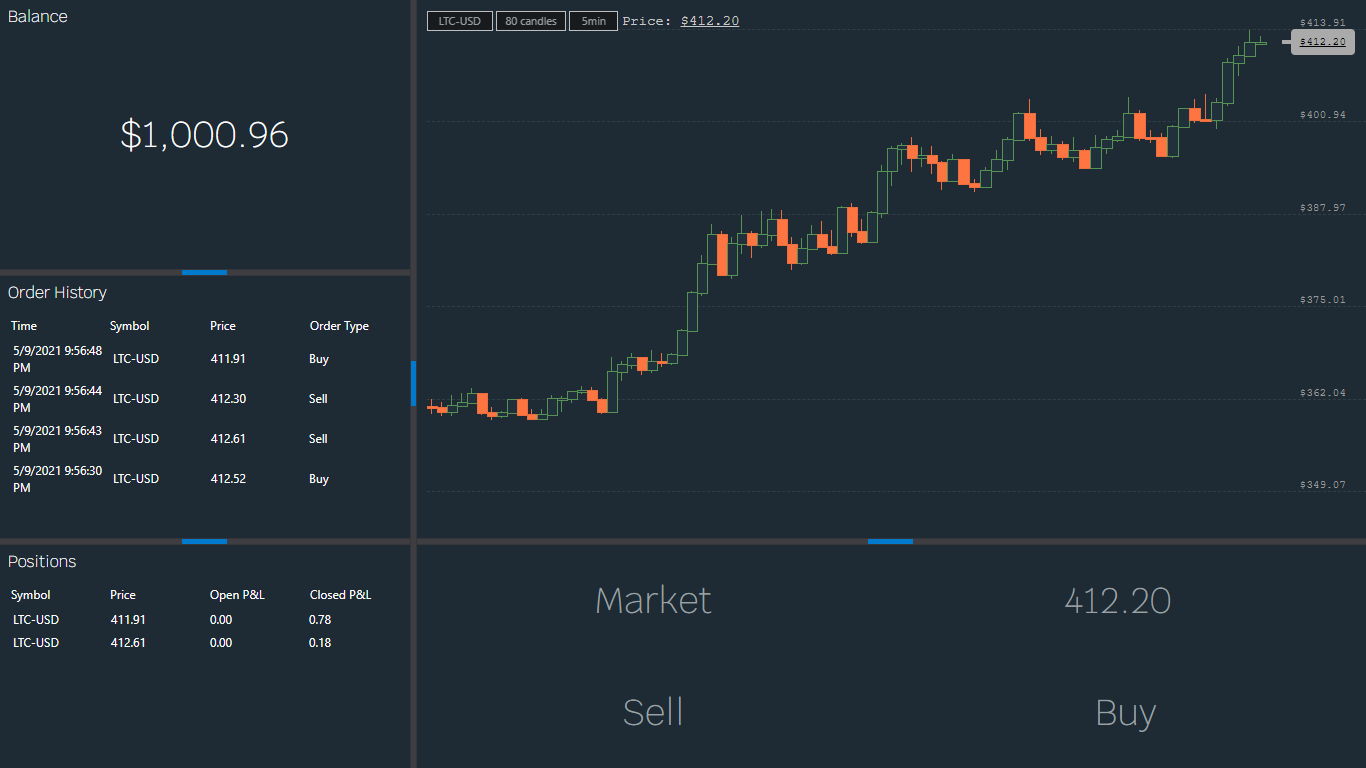 Balance
$1,000.96
Order History
Time Symbol Price Order Type
5/9/2021 9:56:48 PM LTC-USD 411.91 Buy
5/9/2021 9:56:44 PM LTC-USD 412.30 Sell
5/9/2021 9:56:43 PM LTC-USD 412.61 Sell
5/9/2021 9:56:30 PM LTC-USD 412.52 Buy
Positions
Symbol Price Open P&L Closed P&L
LTC-USD 411.91 0.00 0.78
LTC-USD 412.61 0.00 0.18
LTC-USD 80 candles 5min Price: $412.20
$413.91
$412.20
$400.94
$387.97
$375.01
$362.04
$349.07
Market 412.20
Sell Buy